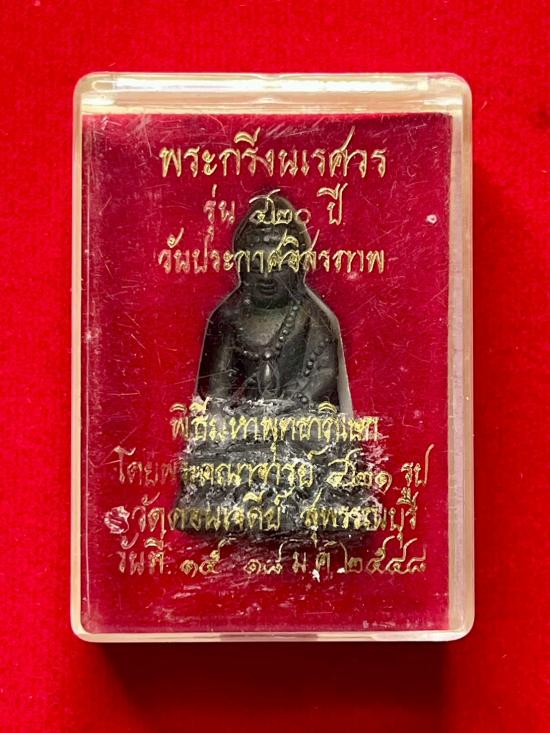 พระกริ่งนเรศวร
รุ่น ๔๒๐ ปี
วันประกาศอิสรภาพ
พิธีมหาพุทธาภิเษก
โดยพระคณาจารย์ ๔๒๑ รูป
วัดดอนเจดีย์ สุพรรณบุรี
วันที่ ๑๕ ๑๘ ม.ค. ๒๕๔๘